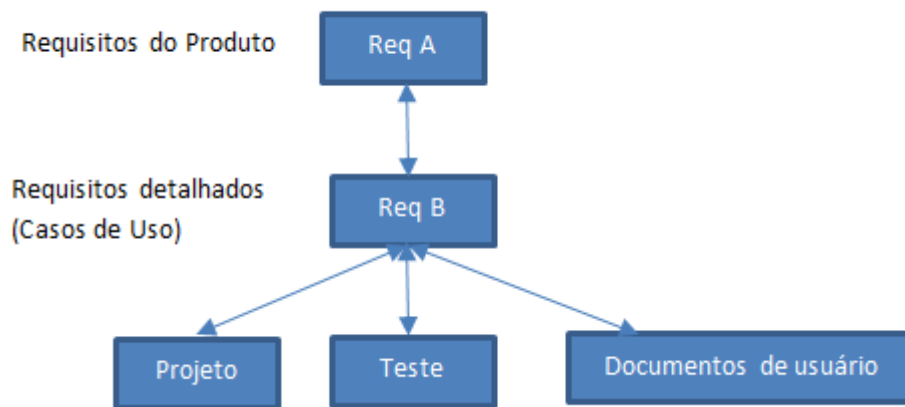 Requisitos do Produto
Req A
Requisitos detalhados
(Casos de Uso)
Req B
Projeto
Teste
Documentos de usuário